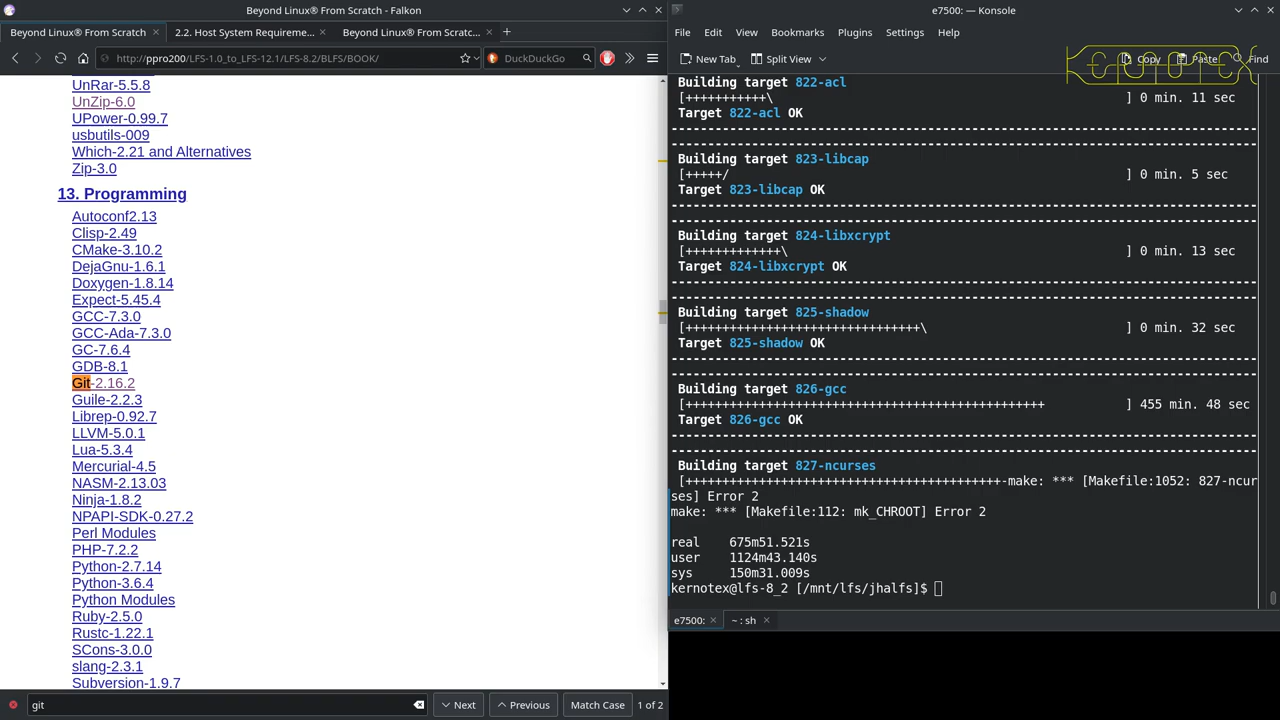 Beyond Linux® From Scratch - Falkon
Beyond Linux® From Scratch
2.2. Host System Requireme...
Beyond Linux® From Scratc...
http://ppro200/LFS-1.0_to_LFS-12.1/LFS-8.2/BLFS/BOOK/
DuckDuckGo
UnRar-5.5.8
UnZip-6.0
UPower-0.99.7
usbutils-009
Which-2.21 and Alternatives
Zip-3.0
13. Programming
Autoconf2.13
Clisp-2.49
CMake-3.10.2
DejaGnu-1.6.1
Doxygen-1.8.14
Expect-5.45.4
GCC-7.3.0
GCC-Ada-7.3.0
GC-7.6.4
GDB-8.1
Git-2.16.2
Guile-2.2.3
Librep-0.92.7
LLVM-5.0.1
Lua-5.3.4
Mercurial-4.5
NASM-2.13.03
Ninja-1.8.2
NPAPI-SDK-0.27.2
Perl Modules
PHP-7.2.2
Python-2.7.14
Python-3.6.4
Python Modules
Ruby-2.5.0
Rustc-1.22.1
SCons-3.0.0
slang-2.3.1
Subversion-1.9.7
git
Next
Previous
Match Case
1 of 2
e7500: — Konsole
File Edit View Bookmarks Plugins Settings Help
New Tab
Split View
Copy
Paste
Find
Building target 822-acl
[+++++++++++\ ] 0 min. 11 sec
Target 822-acl OK
--------------------------------------------------------------------------------
Building target 823-libcap
[+++++/ ] 0 min. 5 sec
Target 823-libcap OK
--------------------------------------------------------------------------------
Building target 824-libxcrypt
[+++++++++++++\ ] 0 min. 13 sec
Target 824-libxcrypt OK
--------------------------------------------------------------------------------
Building target 825-shadow
[++++++++++++++++++++++++++++++++\ ] 0 min. 32 sec
Target 825-shadow OK
--------------------------------------------------------------------------------
Building target 826-gcc
[+++++++++++++++++++++++++++++++++++++++++++++++++ ] 455 min. 48 sec
Target 826-gcc OK
--------------------------------------------------------------------------------
Building target 827-ncurses
[+++++++++++++++++++++++++++++++++++++++++++-make: *** [Makefile:1052: 827-ncur
ses] Error 2
make: *** [Makefile:112: mk_CHROOT] Error 2
real 675m51.521s
user 1124m43.140s
sys 150m31.009s
kernotex@lfs-8_2 [/mnt/lfs/jhalfs]$
e7500:
~ : sh